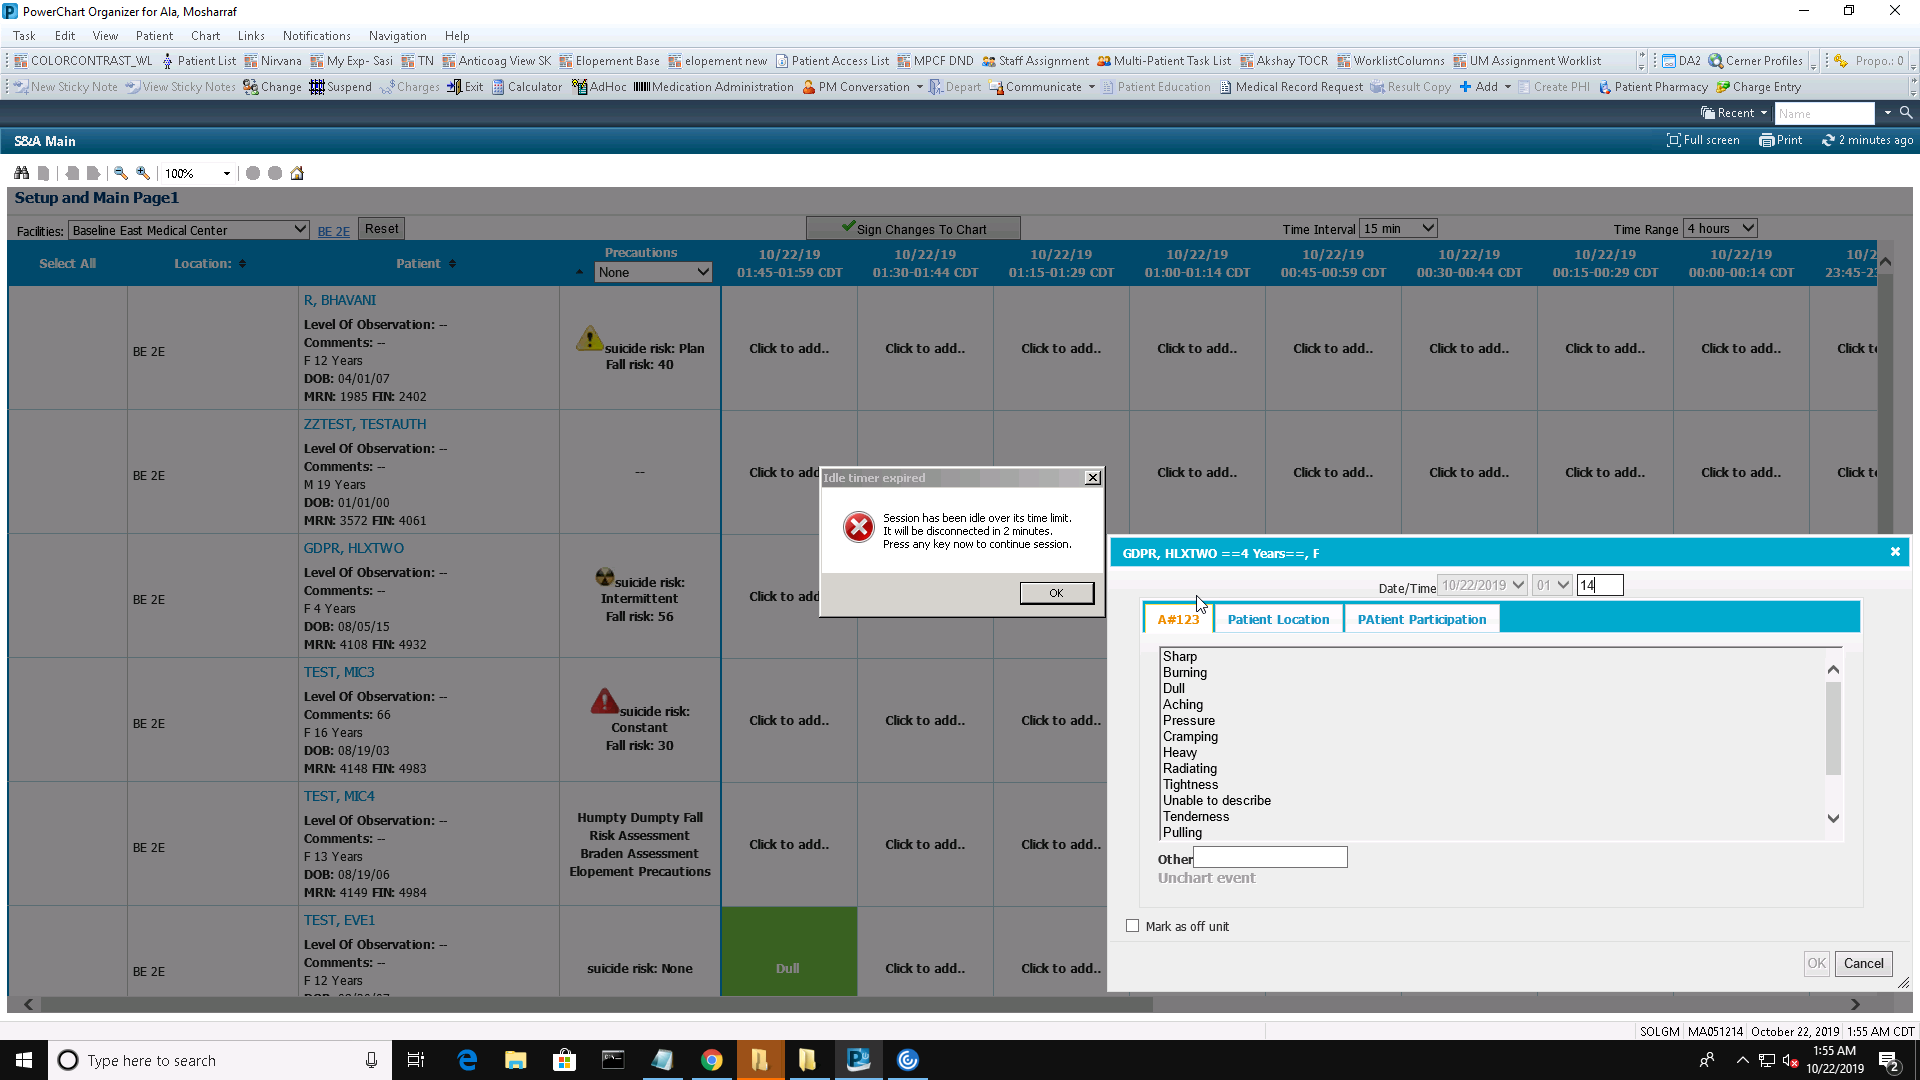 PowerChart Organizer for Ala, Mosharraf
Task Edit View Patient Chart Links Notifications Navigation Help
COLORCONTRAST_WL Patient List Nirvana My Exp- Sasi TN Anticoag View SK Elopement Base elopement new Patient Access List MPCF DND Staff Assignment Multi-Patient Task List Akshay TOCR WorklistColumns UM Assignment Worklist DA2 Cerner Profiles Propo.: 0
New Sticky Note View Sticky Notes Change Suspend Charges Exit Calculator AdHoc Medication Administration PM Conversation Depart Communicate Patient Education Medical Record Request Result Copy Add Create PHI Patient Pharmacy Charge Entry
Recent Name
S&A Main Full screen Print 2 minutes ago
100%
Setup and Main Page1
Facilities: Baseline East Medical Center BE 2E Reset Sign Changes To Chart Time Interval 15 min Time Range 4 hours
Select All Location: Patient Precautions None
10/22/19 10/22/19 10/22/19 10/22/19 10/22/19 10/22/19 10/22/19 10/22/19 10/2
01:45-01:59 CDT 01:30-01:44 CDT 01:15-01:29 CDT 01:00-01:14 CDT 00:45-00:59 CDT 00:30-00:44 CDT 00:15-00:29 CDT 00:00-00:14 CDT 23:45-2
R, BHAVANI
Level Of Observation: --
Comments: --
F 12 Years
DOB: 04/01/07
MRN: 1985 FIN: 2402
BE 2E
suicide risk: Plan
Fall risk: 40
Click to add.. Click to add.. Click to add.. Click to add.. Click to add.. Click to add.. Click to add.. Click to add.. Click t
ZZTEST, TESTAUTH
Level Of Observation: --
Comments: --
M 19 Years
DOB: 01/01/00
MRN: 3572 FIN: 4061
BE 2E
--
Click to add Click to add.. Click to add.. Click to add.. Click to add.. Click to add.. Click t
GDPR, HLXTWO
Level Of Observation: --
Comments: --
F 4 Years
DOB: 08/05/15
MRN: 4108 FIN: 4932
BE 2E
suicide risk:
Intermittent
Fall risk: 56
Click to add
TEST, MIC3
Level Of Observation: --
Comments: 66
F 16 Years
DOB: 08/19/03
MRN: 4148 FIN: 4983
BE 2E
suicide risk:
Constant
Fall risk: 30
Click to add.. Click to add.. Click to add..
TEST, MIC4
Level Of Observation: --
Comments: --
F 13 Years
DOB: 08/19/06
MRN: 4149 FIN: 4984
BE 2E
Humpty Dumpty Fall
Risk Assessment
Braden Assessment
Elopement Precautions
Click to add.. Click to add.. Click to add..
TEST, EVE1
Level Of Observation: --
Comments: --
F 12 Years
BE 2E
suicide risk: None
Dull Click to add.. Click to add..
Idle timer expired
Session has been idle over its time limit.
It will be disconnected in 2 minutes.
Press any key now to continue session.
OK
GDPR, HLXTWO ==4 Years==, F
Date/Time 10/22/2019 01 14
A#123 Patient Location PAtient Participation
Sharp
Burning
Dull
Aching
Pressure
Cramping
Heavy
Radiating
Tightness
Unable to describe
Tenderness
Pulling
Other
Unchart event
Mark as off unit
OK Cancel
SOLGM MA051214 October 22, 2019 1:55 AM CDT
Type here to search
1:55 AM
10/22/2019
2